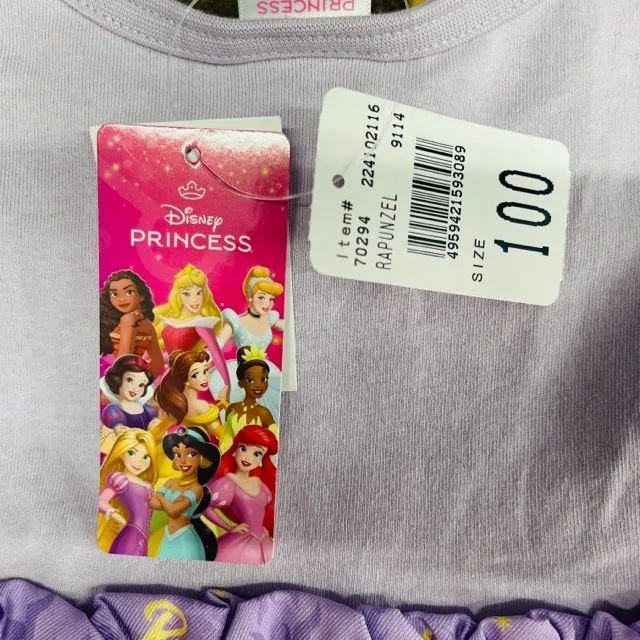 PRINCESS
Disney
PRINCESS
Item# 224102116
70294 9114
RAPUNZEL
4959421593089
SIZE
100